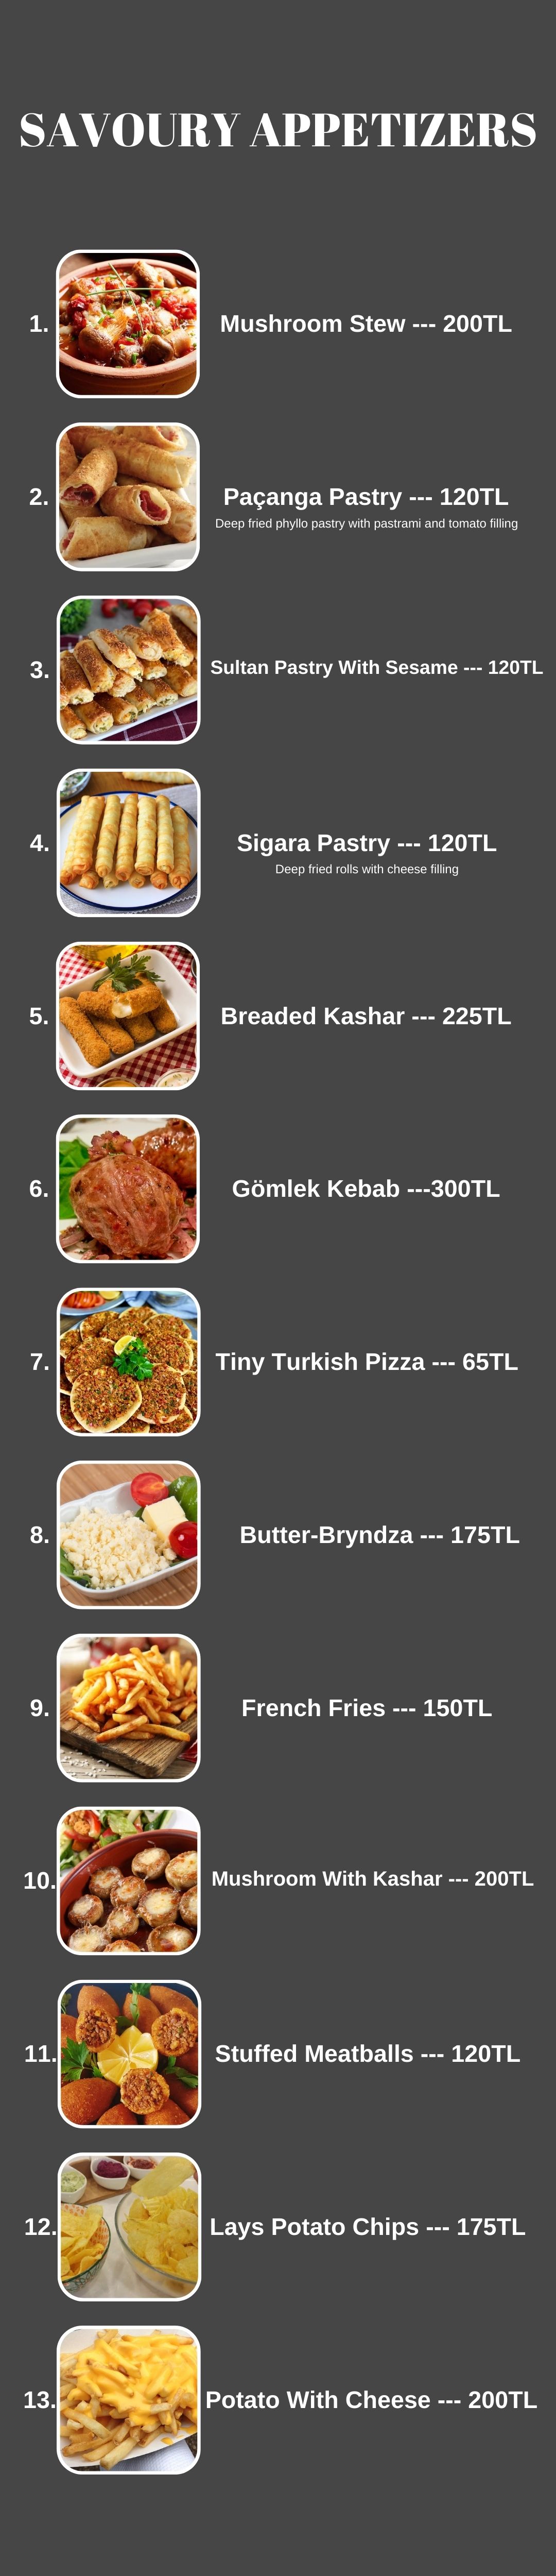 SAVOURY APPETIZERS
1. Mushroom Stew --- 200TL
2. Paçanga Pastry --- 120TL
Deep fried phyllo pastry with pastrami and tomato filling
3. Sultan Pastry With Sesame --- 120TL
4. Sigara Pastry --- 120TL
Deep fried rolls with cheese filling
5. Breaded Kashar --- 225TL
6. Gömlek Kebab ---300TL
7. Tiny Turkish Pizza --- 65TL
8. Butter-Bryndza --- 175TL
9. French Fries --- 150TL
10. Mushroom With Kashar --- 200TL
11. Stuffed Meatballs --- 120TL
12. Lays Potato Chips --- 175TL
13. Potato With Cheese --- 200TL